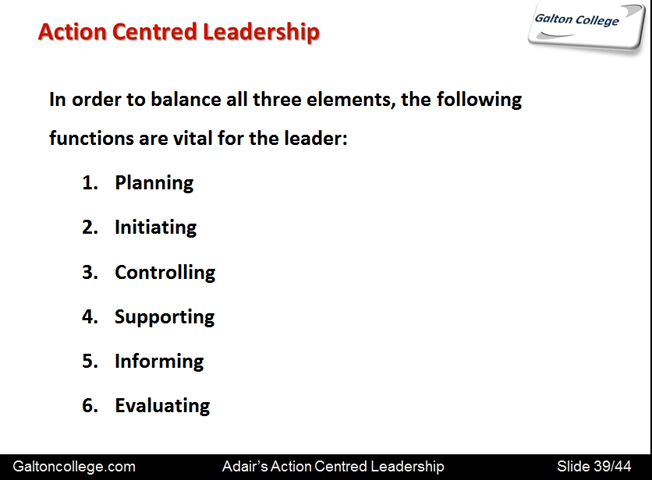 Action Centred Leadership
Galton College
In order to balance all three elements, the following
functions are vital for the leader:
1. Planning
2. Initiating
3. Controlling
4. Supporting
5. Informing
6. Evaluating
Galtoncollege.com Adair's Action Centred Leadership Slide 39/44